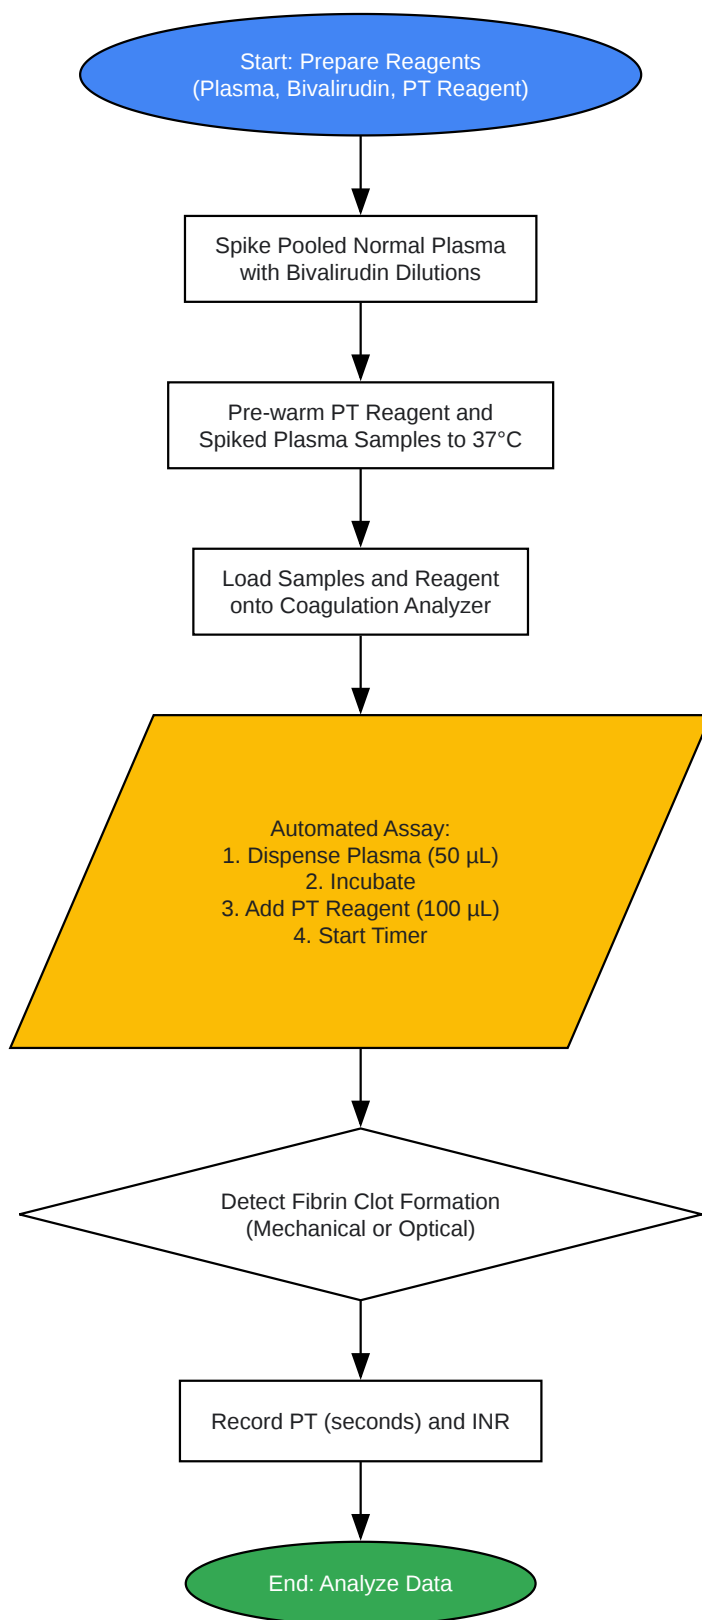 Start: Prepare Reagents
(Plasma, Bivalirudin, PT Reagent)
Spike Pooled Normal Plasma
with Bivalirudin Dilutions
Pre-warm PT Reagent and
Spiked Plasma Samples to 37°C
Load Samples and Reagent
onto Coagulation Analyzer
Automated Assay:
1. Dispense Plasma (50 µL)
2. Incubate
3. Add PT Reagent (100 µL)
4. Start Timer
Detect Fibrin Clot Formation
(Mechanical or Optical)
Record PT (seconds) and INR
End: Analyze Data